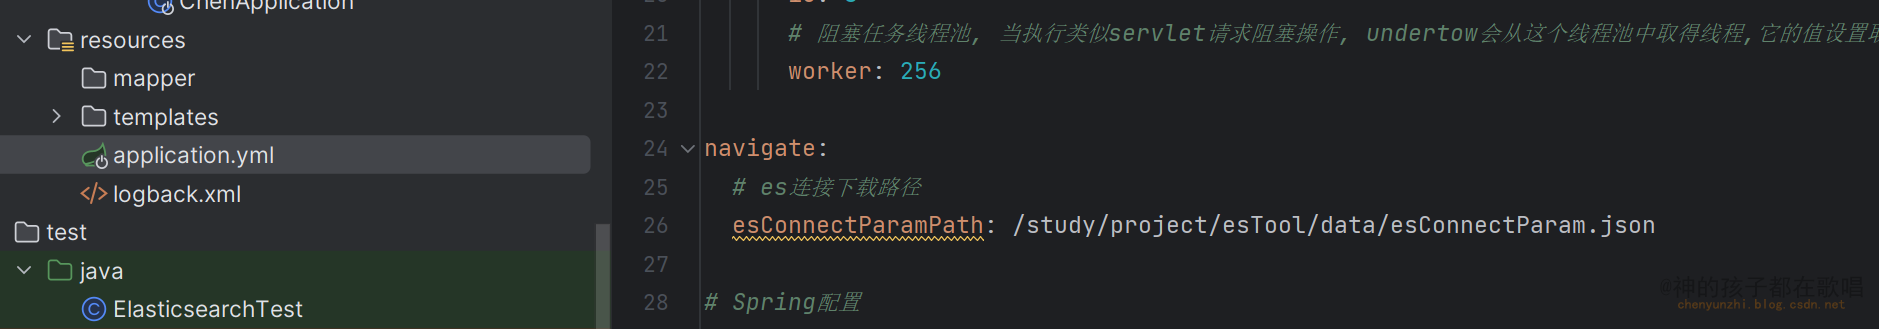 ChenApplication
resources
mapper
templates
application.yml
logback.xml
test
java
ElasticsearchTest
21 # 阻塞任务线程池, 当执行类似servlet请求阻塞操作, undertow会从这个线程池中取得线程,它的值设置取
22 worker: 256
23
24 navigate:
25 # es连接下载路径
26 esConnectParamPath: /study/project/esTool/data/esConnectParam.json
27
28 # Spring配置
@神的孩子都在歌唱
chenyunzhi.blog.csdn.net